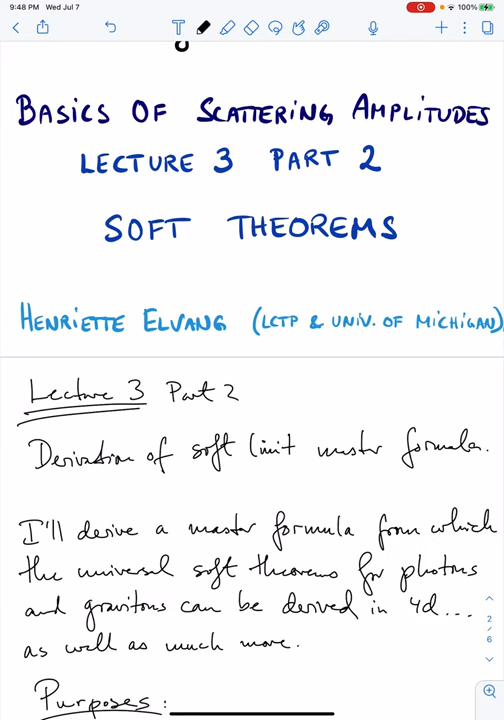 9:48 PM Wed Jul 7
100%
BASICS OF SCATTERING AMPLITUDES
LECTURE 3 PART 2
SOFT THEOREMS
HENRIETTE ELVANG (LCTP & UNIV. OF MICHIGAN)
Lecture 3 Part 2
Derivation of soft limit master formula.
I'll derive a master formula from which
the universal soft theorems for photons
and gravitons can be derived in 4d...
as well as much more.
2
6
Purposes: